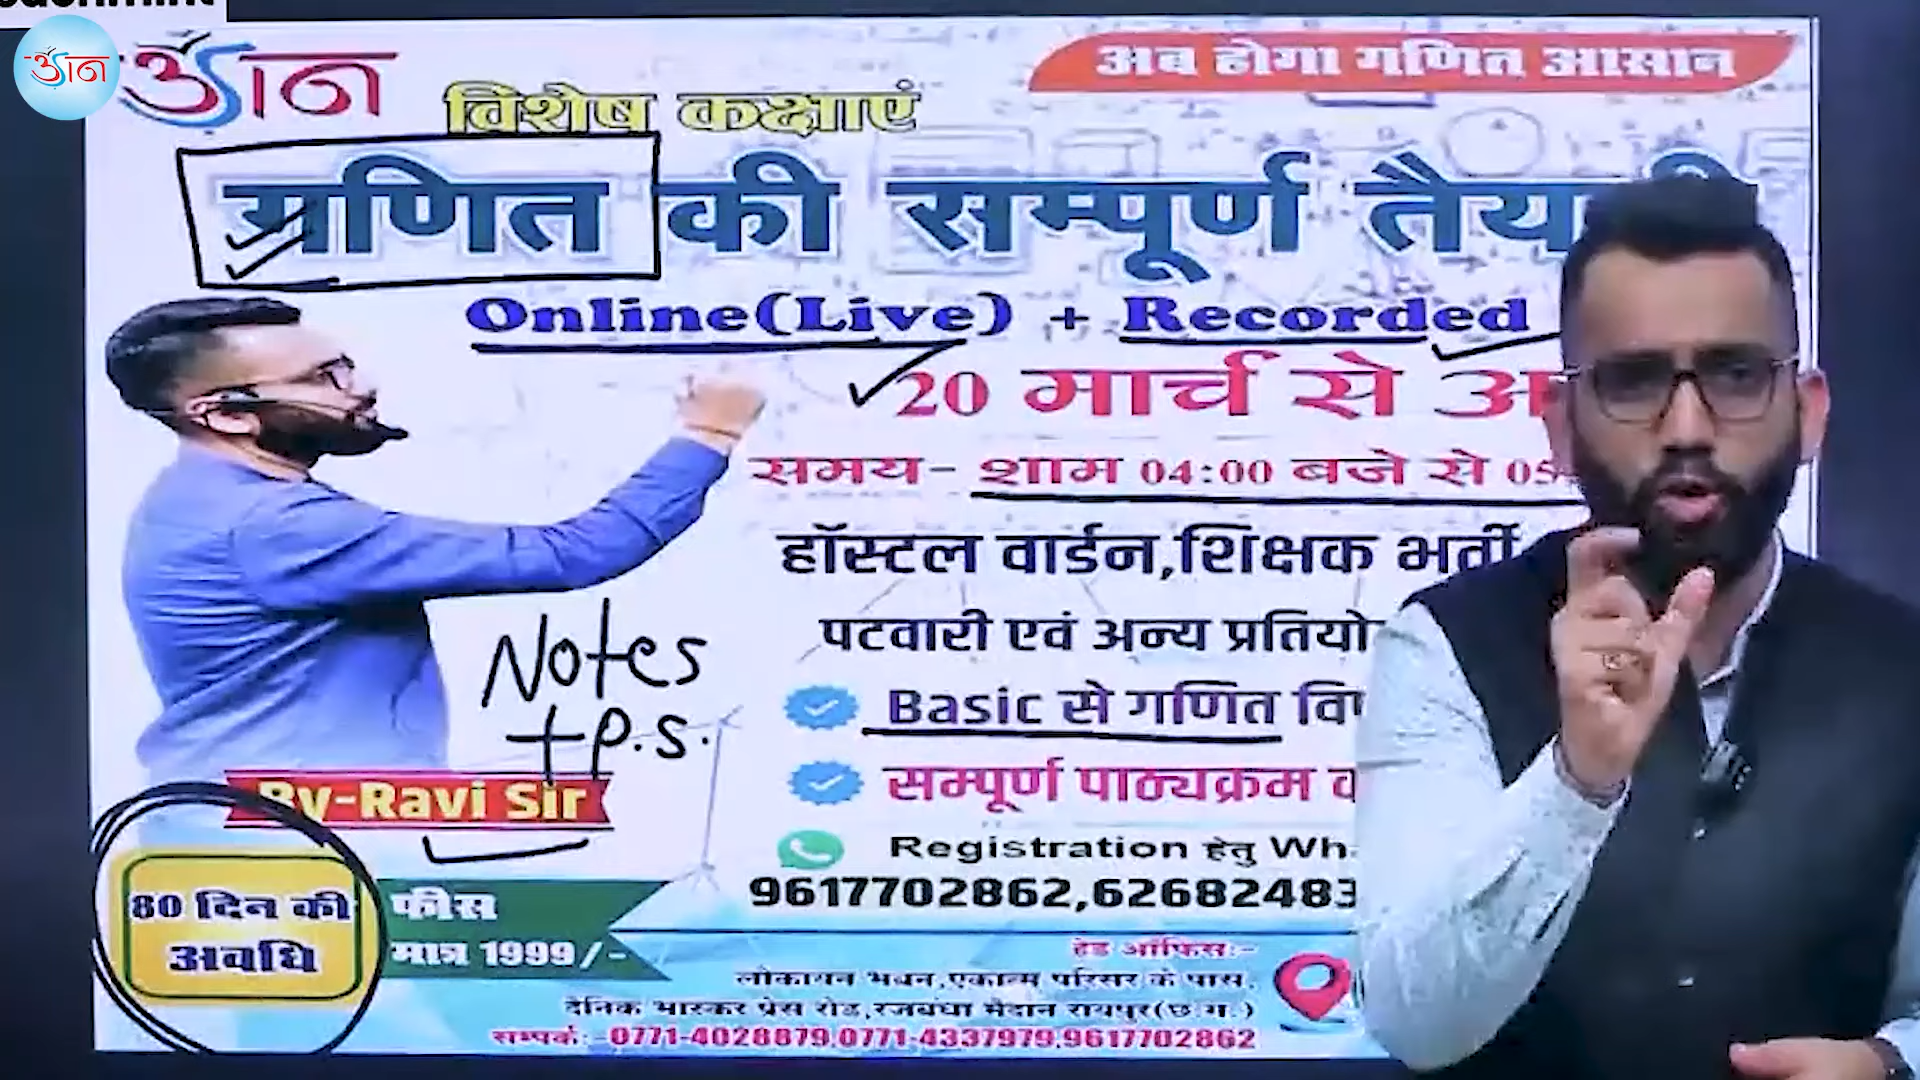 ज्ञान
ज्ञान
अब होगा गणित आसान
विशेष कक्षाएं
गणित की सम्पूर्ण
Online(Live) + Recorded
20 मार्च से
समय- शाम 04:00 बजे से 05
हॉस्टल वार्डन,शिक्षक भर्ती
पटवारी एवं अन्य
Basic से गणित
सम्पूर्ण पाठ्यक्रम
Notes
+ P.S.
By-Ravi Sir
Registration हेतु
9617702862,6268248
80 दिन की
अवधि
फीस
मात्र 1999/-
हेड ऑफिस:-
लोकायन भवन,एकात्म परिसर के पास,
दैनिक भास्कर प्रेस रोड,रजबंधा मैदान रायपुर(छ.ग.)
सम्पर्क:-0771-4028879,0771-4337979,9617702862